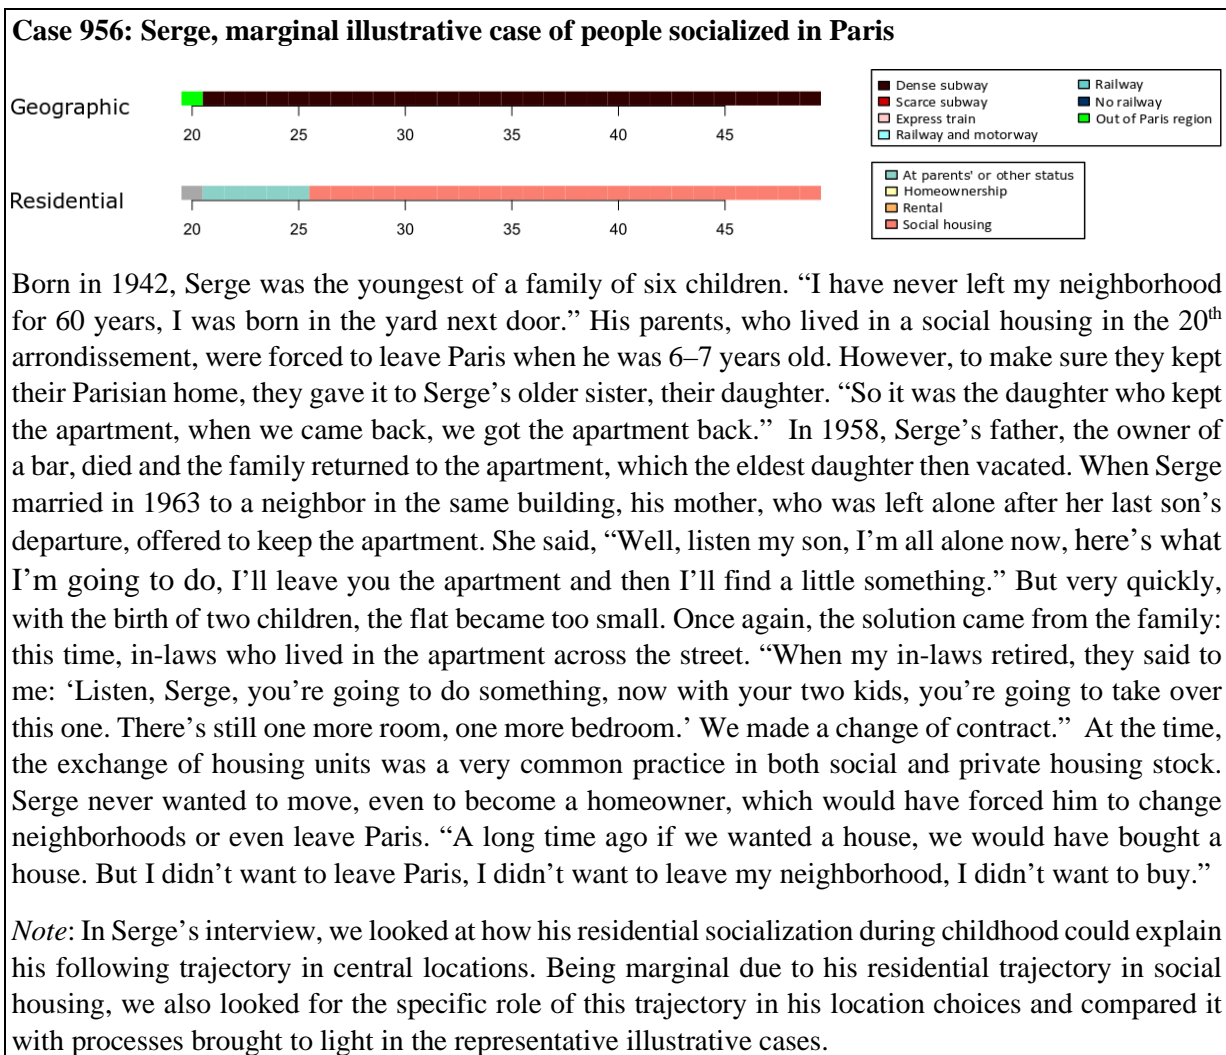 Case 956: Serge, marginal illustrative case of people socialized in Paris
Geographic
20 25 30 35 40 45
Dense subway
Scarce subway
Express train
Railway and motorway
Railway
No railway
Out of Paris region
Residential
20 25 30 35 40 45
At parents' or other status
Homeownership
Rental
Social housing
Born in 1942, Serge was the youngest of a family of six children. “I have never left my neighborhood
for 60 years, I was born in the yard next door.” His parents, who lived in a social housing in the 20th
arrondissement, were forced to leave Paris when he was 6–7 years old. However, to make sure they kept
their Parisian home, they gave it to Serge’s older sister, their daughter. “So it was the daughter who kept
the apartment, when we came back, we got the apartment back.” In 1958, Serge’s father, the owner of
a bar, died and the family returned to the apartment, which the eldest daughter then vacated. When Serge
married in 1963 to a neighbor in the same building, his mother, who was left alone after her last son’s
departure, offered to keep the apartment. She said, “Well, listen my son, I’m all alone now, here’s what
I’m going to do, I’ll leave you the apartment and then I’ll find a little something.” But very quickly,
with the birth of two children, the flat became too small. Once again, the solution came from the family:
this time, in-laws who lived in the apartment across the street. “When my in-laws retired, they said to
me: ‘Listen, Serge, you’re going to do something, now with your two kids, you’re going to take over
this one. There’s still one more room, one more bedroom.’ We made a change of contract.” At the time,
the exchange of housing units was a very common practice in both social and private housing stock.
Serge never wanted to move, even to become a homeowner, which would have forced him to change
neighborhoods or even leave Paris. “A long time ago if we wanted a house, we would have bought a
house. But I didn’t want to leave Paris, I didn’t want to leave my neighborhood, I didn’t want to buy.”
Note: In Serge’s interview, we looked at how his residential socialization during childhood could explain
his following trajectory in central locations. Being marginal due to his residential trajectory in social
housing, we also looked for the specific role of this trajectory in his location choices and compared it
with processes brought to light in the representative illustrative cases.